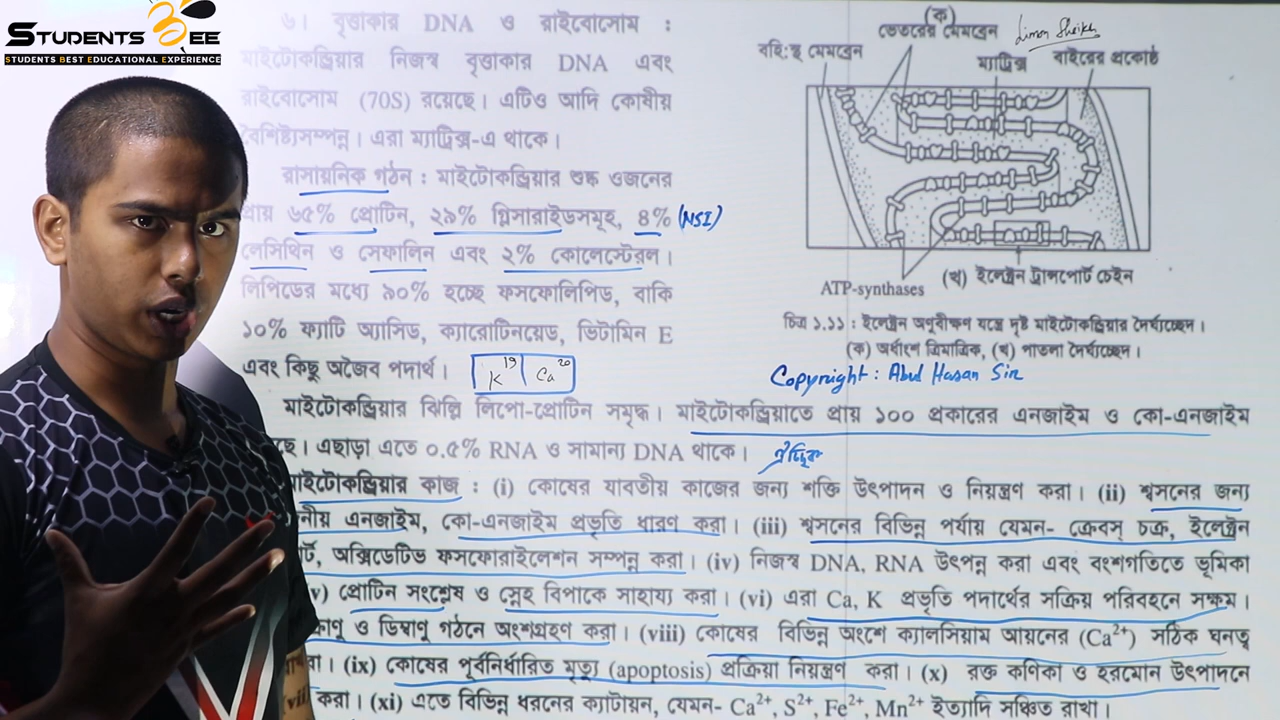 STUDENTS BEE
STUDENTS BEST EDUCATIONAL EXPERIENCE
৬। বৃত্তাকার DNA ও রাইবোসোম :
মাইটোকন্ড্রিয়ার নিজস্ব বৃত্তাকার DNA এবং
রাইবোসোম (70S) রয়েছে। এটিও আদি কোষীয়
বৈশিষ্ট্যসম্পন্ন। এরা ম্যাট্রিক্স-এ থাকে।
রাসায়নিক গঠন : মাইটোকন্ড্রিয়ার শুষ্ক ওজনের
প্রায় ৬৫% প্রোটিন, ২৯% গ্লিসারাইডসমূহ, ৪% (NSI)
লেসিথিন ও সেফালিন এবং ২% কোলেস্টেরল।
লিপিডের মধ্যে ৯০% হচ্ছে ফসফোলিপিড, বাকি
১০% ফ্যাটি অ্যাসিড, ক্যারোটিনয়েড, ভিটামিন E
এবং কিছু অজৈব পদার্থ।
K 19 Ca 20
(ক)
ভেতরের মেমব্রেন
Limon Sheikh
বহি:স্থ মেমব্রেন
ম্যাট্রিক্স
বাইরের প্রকোষ্ঠ
ATP-synthases
(খ) ইলেক্ট্রন ট্রান্সপোর্ট চেইন
চিত্র ১.১১ : ইলেক্ট্রন অণুবীক্ষণ যন্ত্রে দৃষ্ট মাইটোকন্ড্রিয়ার দৈর্ঘ্যচ্ছেদ।
(ক) অর্ধাংশ ত্রিমাত্রিক, (খ) পাতলা দৈর্ঘ্যচ্ছেদ।
Copyright : Abul Hasan Sir
মাইটোকন্ড্রিয়ার ঝিল্লি লিপো-প্রোটিন সমৃদ্ধ। মাইটোকন্ড্রিয়াতে প্রায় ১০০ প্রকারের এনজাইম ও কো-এনজাইম
ছে। এছাড়া এতে ০.৫% RNA ও সামান্য DNA থাকে। ঐচ্ছিক
াইটোকন্ড্রিয়ার কাজ : (i) কোষের যাবতীয় কাজের জন্য শক্তি উৎপাদন ও নিয়ন্ত্রণ করা। (ii) শ্বসনের জন্য
নীয় এনজাইম, কো-এনজাইম প্রভৃতি ধারণ করা। (iii) শ্বসনের বিভিন্ন পর্যায় যেমন- ক্রেবস্ চক্র, ইলেক্ট্রন
র্ট, অক্সিডেটিভ ফসফোরাইলেশন সম্পন্ন করা। (iv) নিজস্ব DNA, RNA উৎপন্ন করা এবং বংশগতিতে ভূমিকা
v) প্রোটিন সংশ্লেষ ও স্নেহ বিপাকে সাহায্য করা। (vi) এরা Ca, K প্রভৃতি পদার্থের সক্রিয় পরিবহনে সক্ষম।
ক্রাণু ও ডিম্বাণু গঠনে অংশগ্রহণ করা। (viii) কোষের বিভিন্ন অংশে ক্যালসিয়াম আয়নের (Ca²⁺) সঠিক ঘনত্ব
রা। (ix) কোষের পূর্বনির্ধারিত মৃত্যু (apoptosis) প্রক্রিয়া নিয়ন্ত্রণ করা। (x) রক্ত কণিকা ও হরমোন উৎপাদনে
করা। (xi) এতে বিভিন্ন ধরনের ক্যাটায়ন, যেমন- Ca²⁺, S²⁺, Fe²⁺, Mn²⁺ ইত্যাদি সঞ্চিত রাখা।